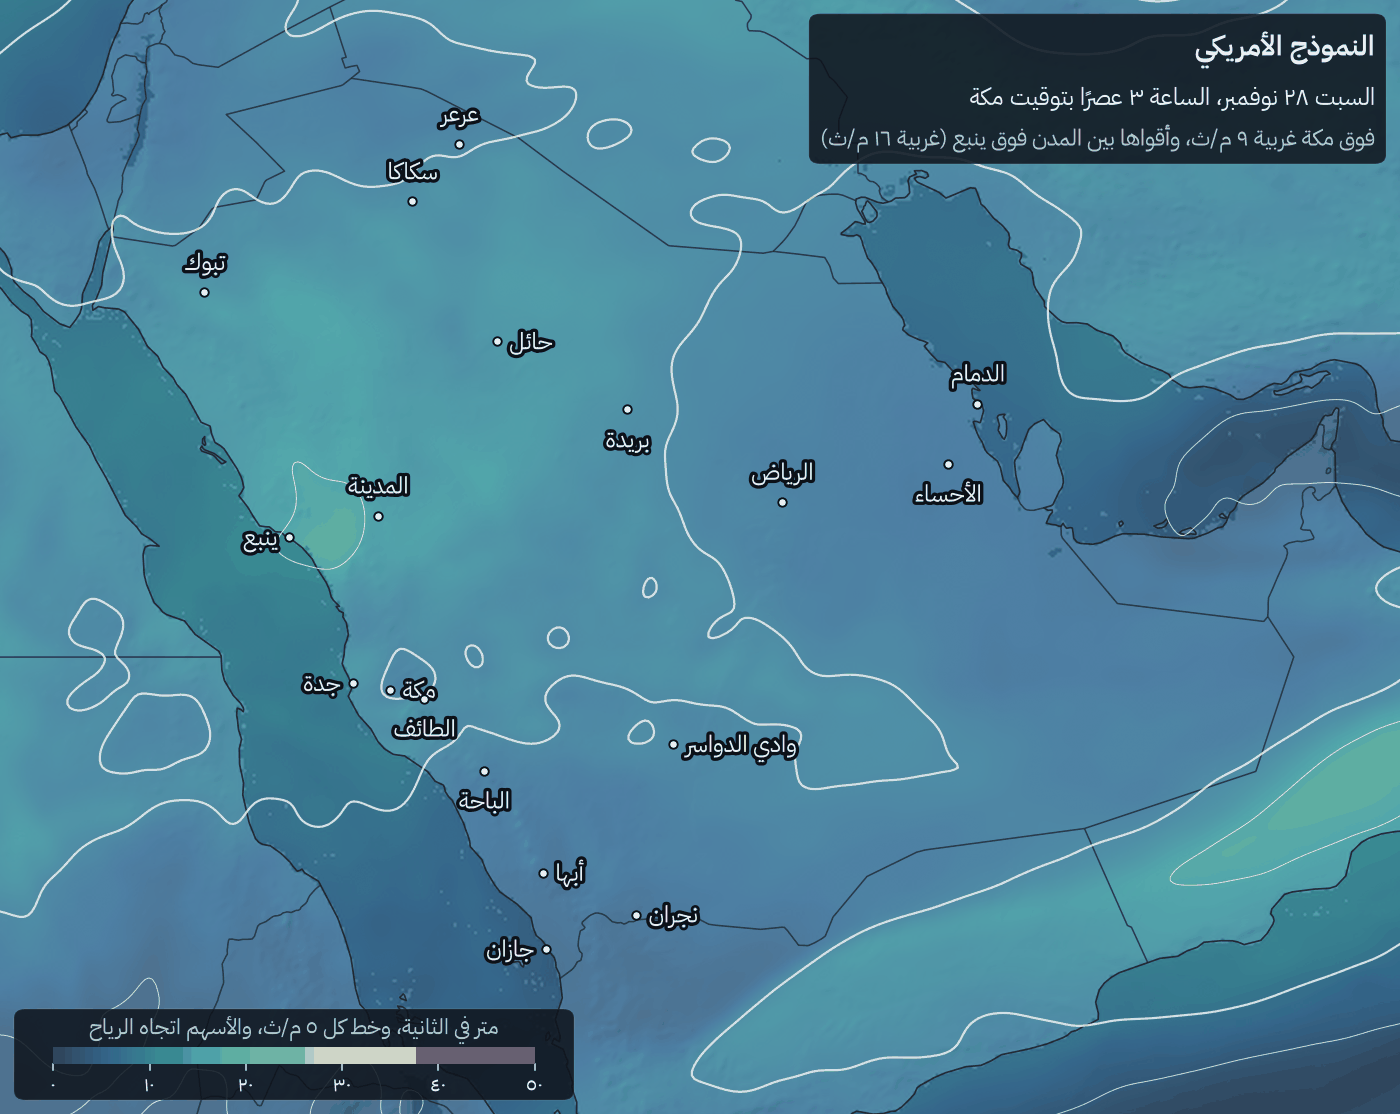 النموذج الأمريكي
السبت ٢٨ نوفمبر، الساعة ٣ عصرًا بتوقيت مكة
فوق مكة غربية ٩ م/ث، وأقواها بين المدن فوق ينبع (غربية ١٦ م/ث)
عرعر
سكاكا
تبوك
حائل
الدمام
بريدة
الرياض
الأحساء
المدينة
ينبع
جدة
مكة
الطائف
وادي الدواسر
الباحة
أبها
نجران
جازان
متر في الثانية، وخط كل ٥ م/ث، والأسهم اتجاه الرياح
٠ ١٠ ٢٠ ٣٠ ٤٠ ٥٠